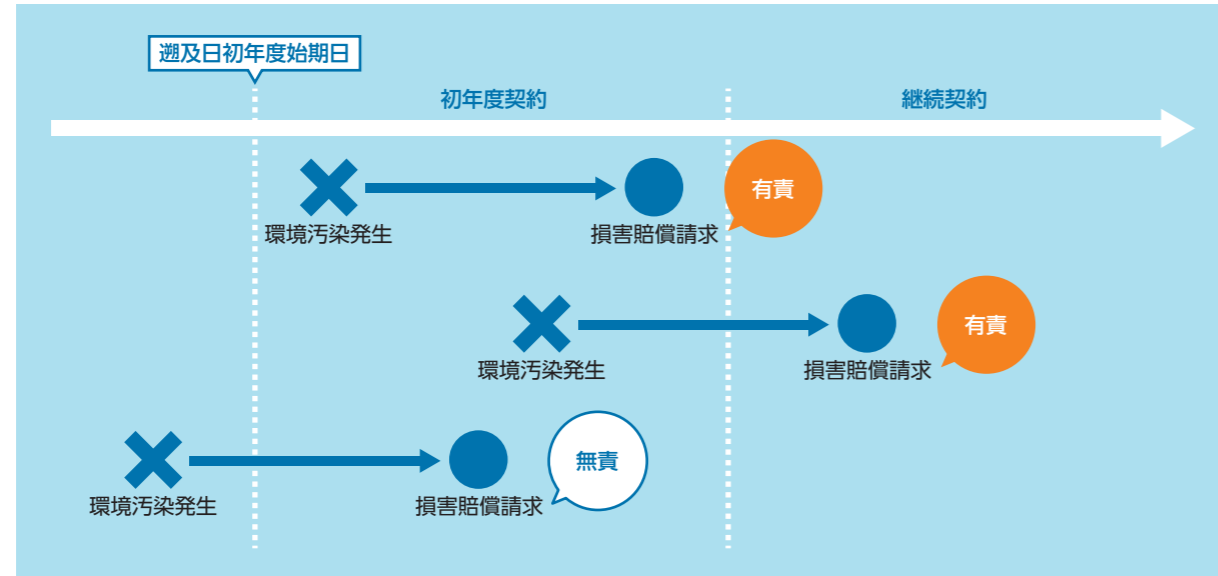 遡及日初年度始期日
初年度契約
継続契約
環境汚染発生
損害賠償請求
有責
環境汚染発生
損害賠償請求
有責
環境汚染発生
損害賠償請求
無責